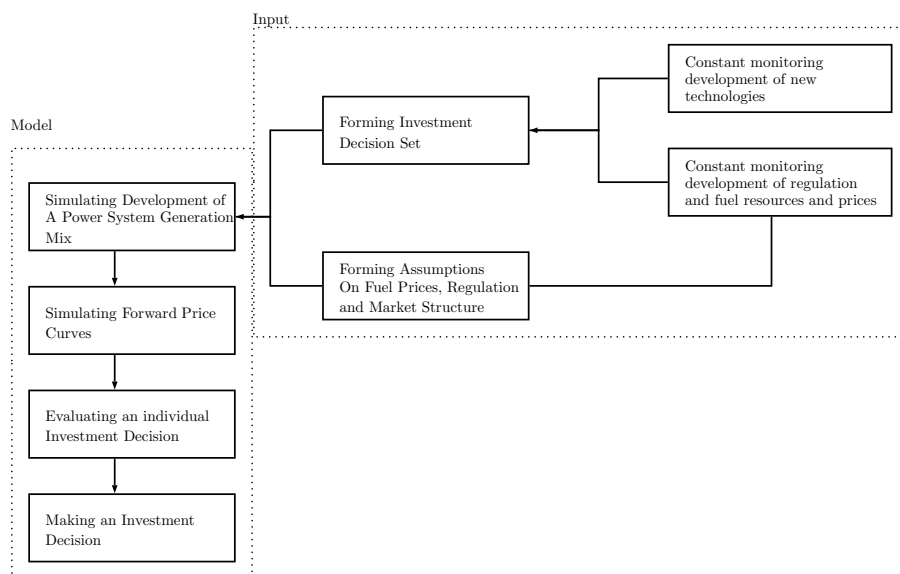 Input
Constant monitoring
development of new
technologies
Forming Investment
Decision Set
Constant monitoring
development of regulation
and fuel resources and prices
Forming Assumptions
On Fuel Prices, Regulation
and Market Structure
Model
Simulating Development of
A Power System Generation
Mix
Simulating Forward Price
Curves
Evaluating an individual
Investment Decision
Making an Investment
Decision